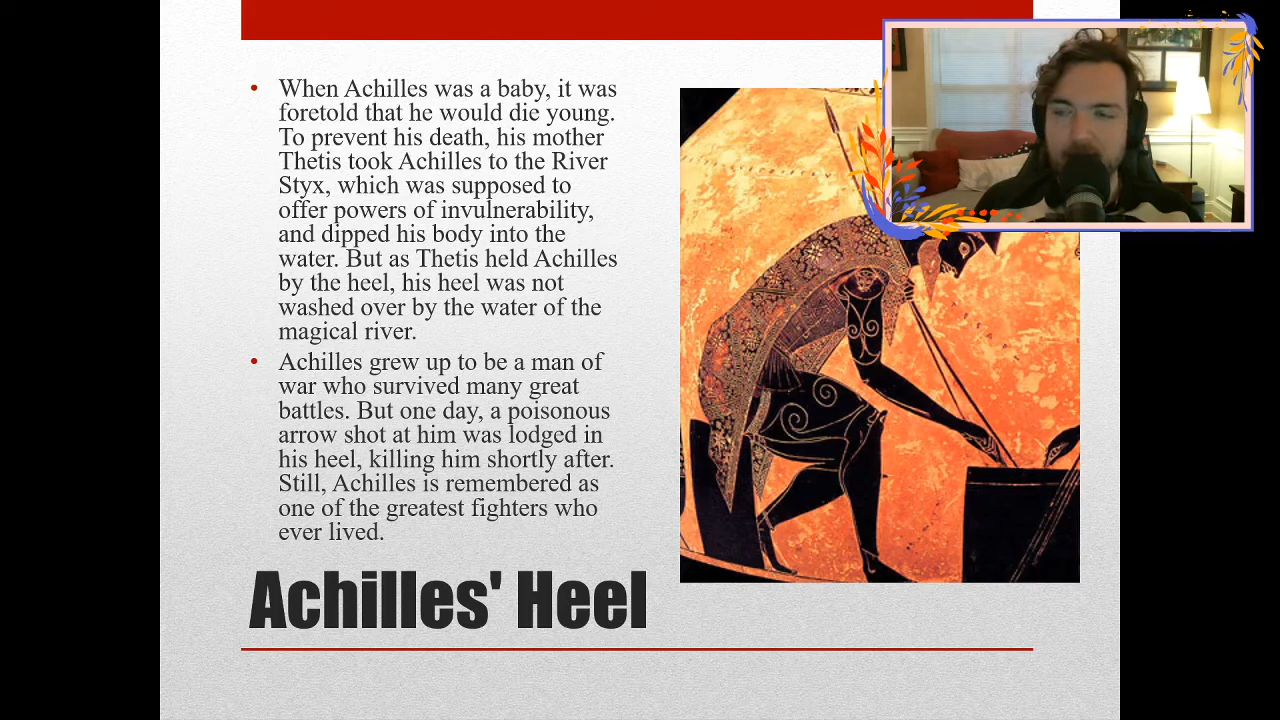 When Achilles was a baby, it was
foretold that he would die young.
To prevent his death, his mother
Thetis took Achilles to the River
Styx, which was supposed to
offer powers of invulnerability,
and dipped his body into the
water. But as Thetis held Achilles
by the heel, his heel was not
washed over by the water of the
magical river.
Achilles grew up to be a man of
war who survived many great
battles. But one day, a poisonous
arrow shot at him was lodged in
his heel, killing him shortly after.
Still, Achilles is remembered as
one of the greatest fighters who
ever lived.
Achilles' Heel